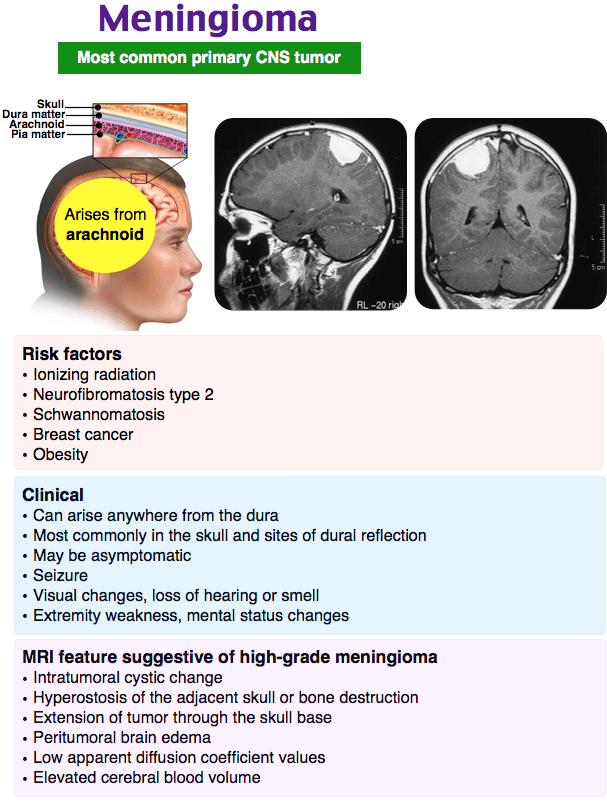 Meningioma
Most common primary CNS tumor
Skull
Dura matter
Arachnoid
Pia matter
Arises from
arachnoid
5 cm
RL -20 righ
5 cm
L
Risk factors
• Ionizing radiation
• Neurofibromatosis type 2
• Schwannomatosis
• Breast cancer
• Obesity
Clinical
• Can arise anywhere from the dura
• Most commonly in the skull and sites of dural reflection
• May be asymptomatic
• Seizure
• Visual changes, loss of hearing or smell
• Extremity weakness, mental status changes
MRI feature suggestive of high-grade meningioma
• Intratumoral cystic change
• Hyperostosis of the adjacent skull or bone destruction
• Extension of tumor through the skull base
• Peritumoral brain edema
• Low apparent diffusion coefficient values
• Elevated cerebral blood volume